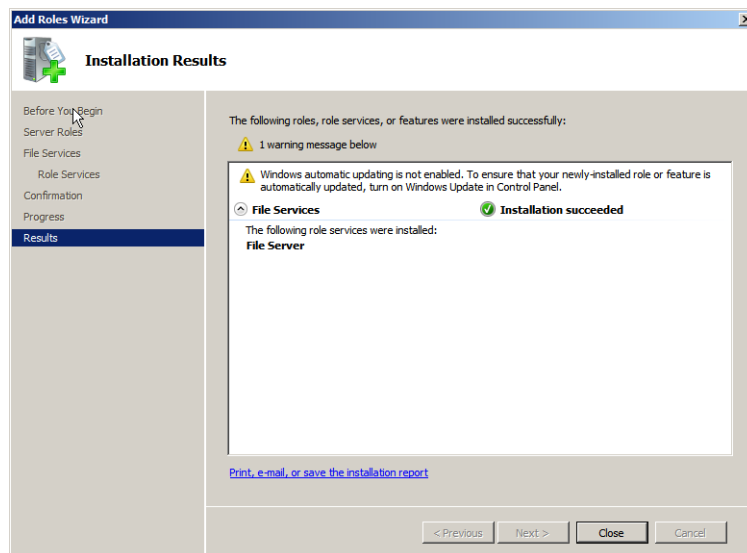 Add Roles Wizard
Installation Results
Before You Begin
Server Roles
File Services
Role Services
Confirmation
Progress
Results
The following roles, role services, or features were installed successfully:
1 warning message below
Windows automatic updating is not enabled. To ensure that your newly-installed role or feature is
automatically updated, turn on Windows Update in Control Panel.
File Services
Installation succeeded
The following role services were installed:
File Server
Print, e-mail, or save the installation report
< Previous
Next >
Close
Cancel